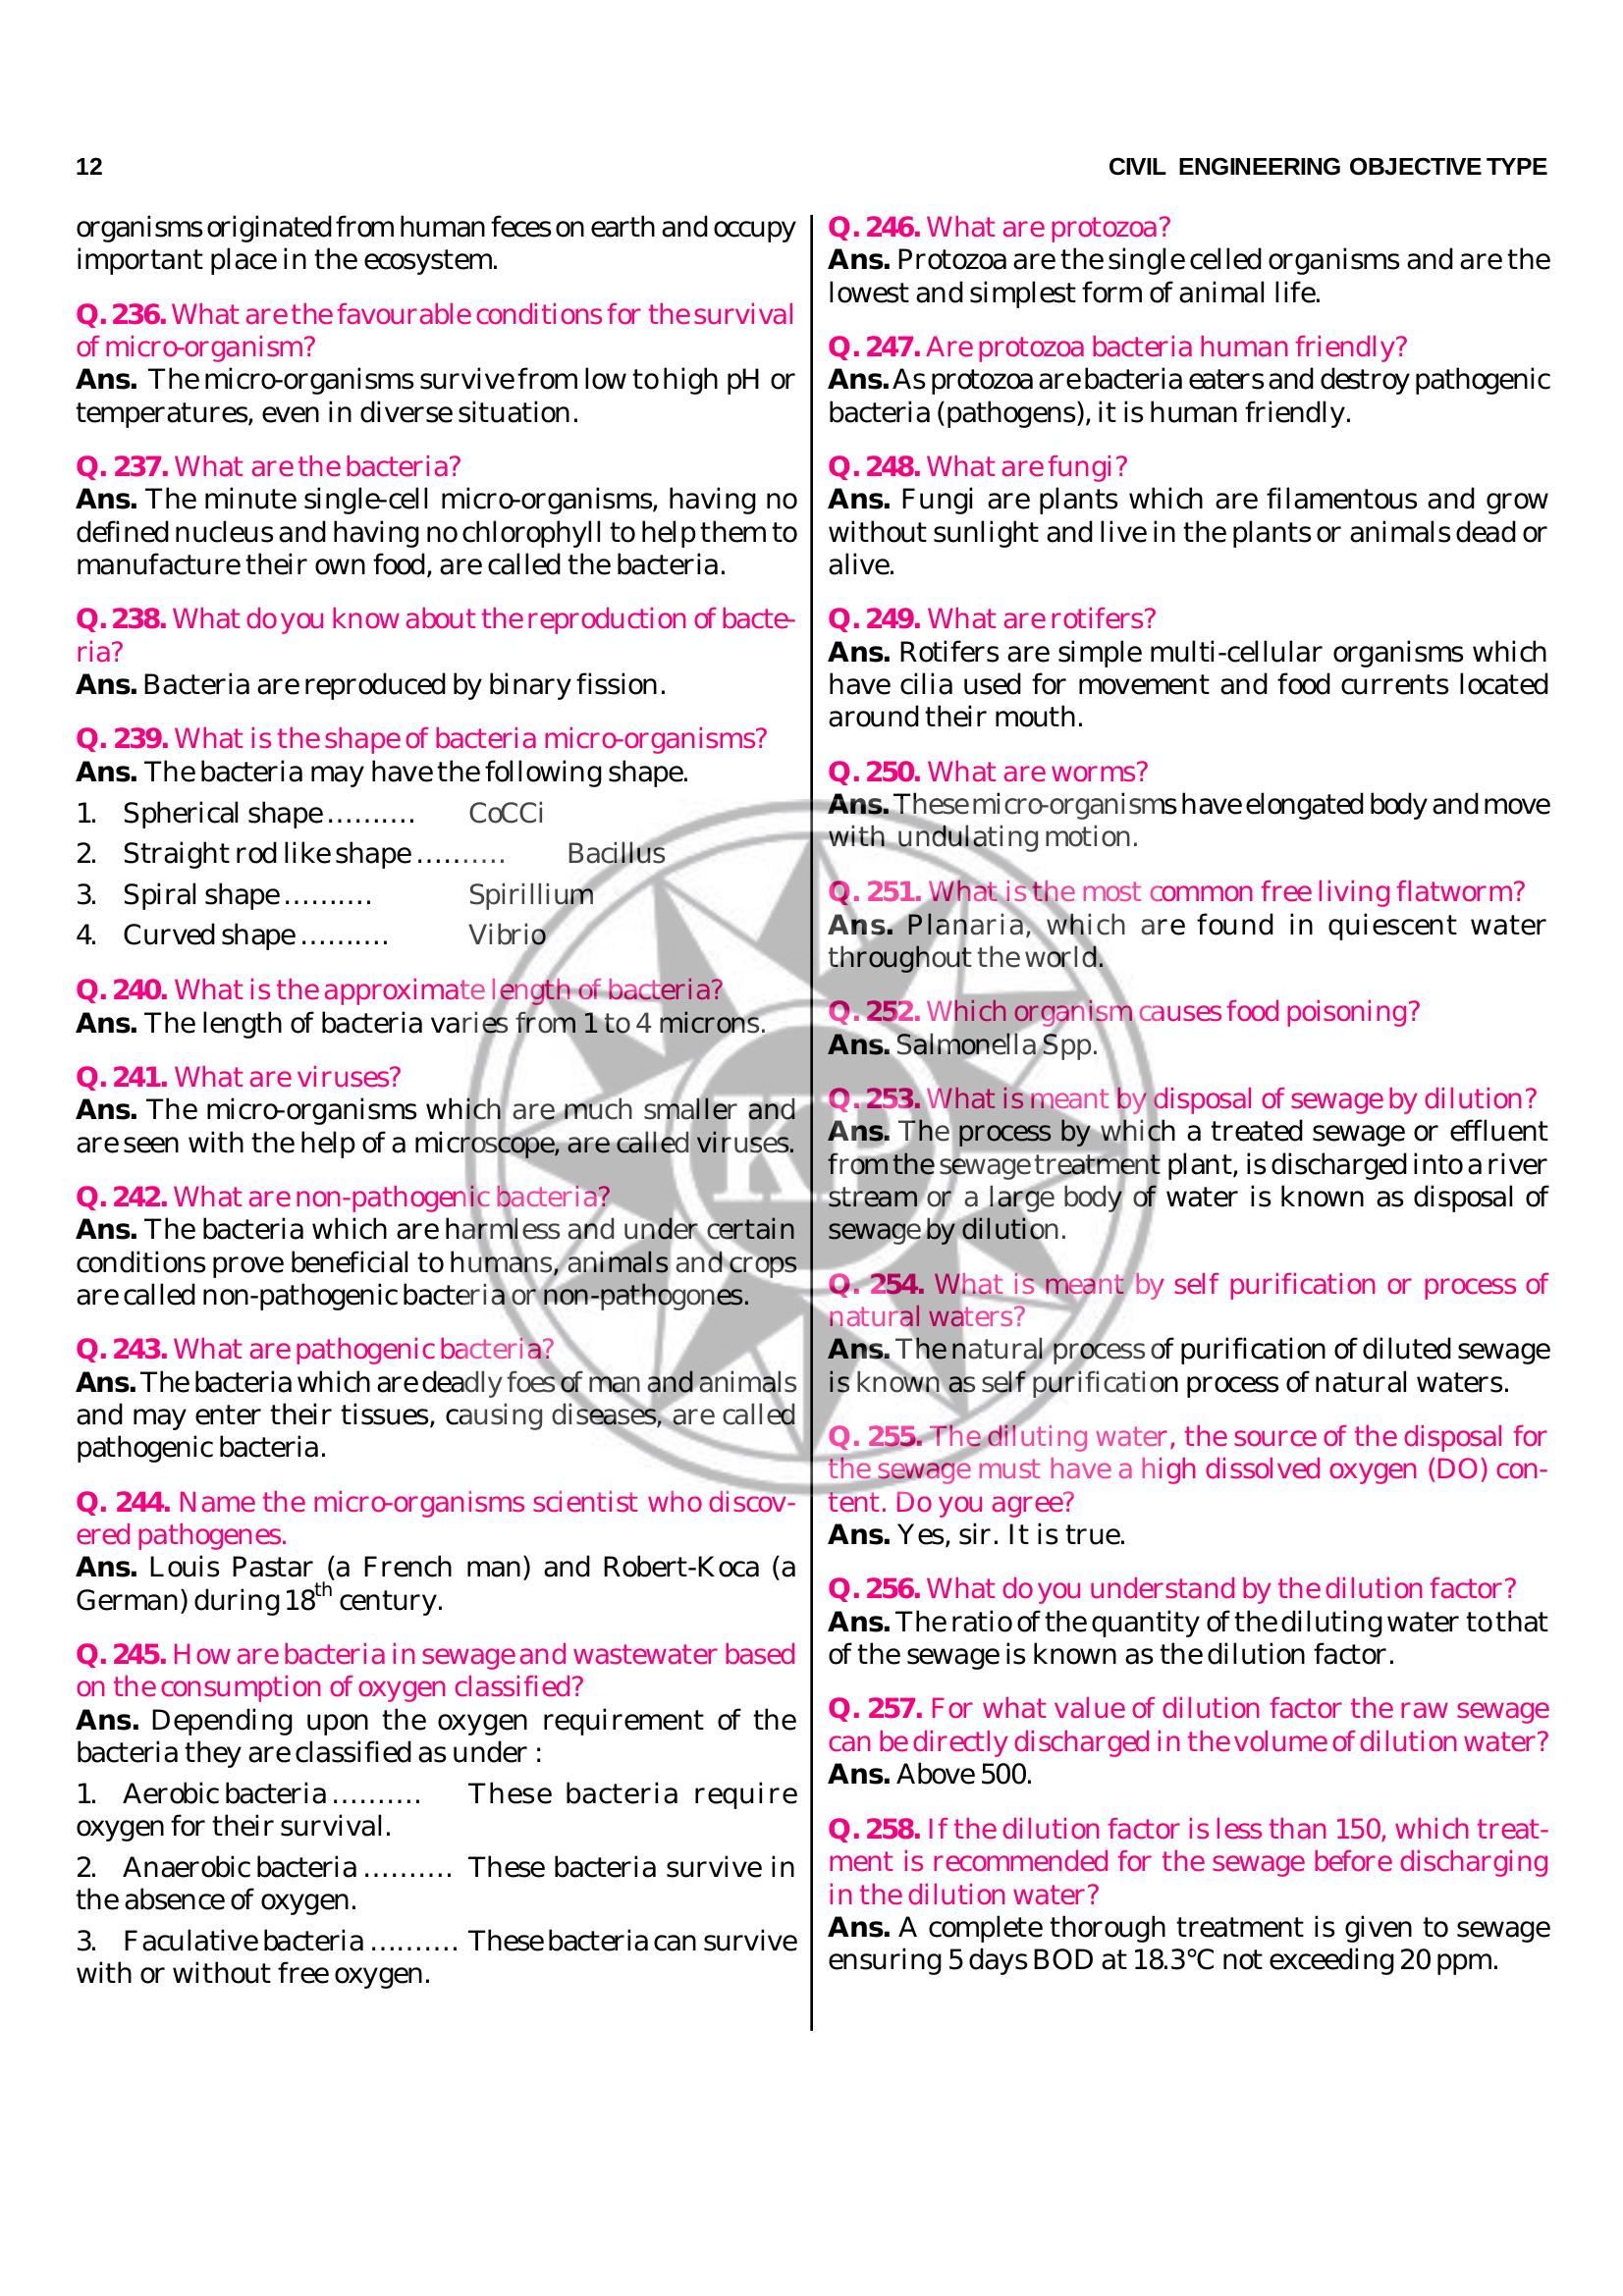 12
CIVIL ENGINEERING OBJECTIVE TYPE
organisms originated from human feces on earth and occupy
important place in the ecosystem.
Q. 236. What are the favourable conditions for the survival
of micro-organism?
Ans. The micro-organisms survive from low to high pH or
temperatures, even in diverse situation.
Q. 237. What are the bacteria?
Ans. The minute single-cell micro-organisms, having no
defined nucleus and having no chlorophyll to help them to
manufacture their own food, are called the bacteria.
Q. 238. What do you know about the reproduction of bacte-
ria?
Ans. Bacteria are reproduced by binary fission.
Q. 239. What is the shape of bacteria micro-organisms?
Ans. The bacteria may have the following shape.
1. Spherical shape .......... CoCCi
2. Straight rod like shape .......... Bacillus
3. Spiral shape .......... Spirillium
4. Curved shape .......... Vibrio
Q. 240. What is the approximate length of bacteria?
Ans. The length of bacteria varies from 1 to 4 microns.
Q. 241. What are viruses?
Ans. The micro-organisms which are much smaller and
are seen with the help of a microscope, are called viruses.
Q. 242. What are non-pathogenic bacteria?
Ans. The bacteria which are harmless and under certain
conditions prove beneficial to humans, animals and crops
are called non-pathogenic bacteria or non-pathogones.
Q. 243. What are pathogenic bacteria?
Ans. The bacteria which are deadly foes of man and animals
and may enter their tissues, causing diseases, are called
pathogenic bacteria.
Q. 244. Name the micro-organisms scientist who discov-
ered pathogenes.
Ans. Louis Pastar (a French man) and Robert-Koca (a
German) during 18th century.
Q. 245. How are bacteria in sewage and wastewater based
on the consumption of oxygen classified?
Ans. Depending upon the oxygen requirement of the
bacteria they are classified as under :
1. Aerobic bacteria .......... These bacteria require
oxygen for their survival.
2. Anaerobic bacteria .......... These bacteria survive in
the absence of oxygen.
3. Faculative bacteria .......... These bacteria can survive
with or without free oxygen.
Q. 246. What are protozoa?
Ans. Protozoa are the single celled organisms and are the
lowest and simplest form of animal life.
Q. 247. Are protozoa bacteria human friendly?
Ans. As protozoa are bacteria eaters and destroy pathogenic
bacteria (pathogens), it is human friendly.
Q. 248. What are fungi?
Ans. Fungi are plants which are filamentous and grow
without sunlight and live in the plants or animals dead or
alive.
Q. 249. What are rotifers?
Ans. Rotifers are simple multi-cellular organisms which
have cilia used for movement and food currents located
around their mouth.
Q. 250. What are worms?
Ans. These micro-organisms have elongated body and move
with undulating motion.
Q. 251. What is the most common free living flatworm?
Ans. Planaria, which are found in quiescent water
throughout the world.
Q. 252. Which organism causes food poisoning?
Ans. Salmonella Spp.
Q. 253. What is meant by disposal of sewage by dilution?
Ans. The process by which a treated sewage or effluent
from the sewage treatment plant, is discharged into a river
stream or a large body of water is known as disposal of
sewage by dilution.
Q. 254. What is meant by self purification or process of
natural waters?
Ans. The natural process of purification of diluted sewage
is known as self purification process of natural waters.
Q. 255. The diluting water, the source of the disposal for
the sewage must have a high dissolved oxygen (DO) con-
tent. Do you agree?
Ans. Yes, sir. It is true.
Q. 256. What do you understand by the dilution factor?
Ans. The ratio of the quantity of the diluting water to that
of the sewage is known as the dilution factor.
Q. 257. For what value of dilution factor the raw sewage
can be directly discharged in the volume of dilution water?
Ans. Above 500.
Q. 258. If the dilution factor is less than 150, which treat-
ment is recommended for the sewage before discharging
in the dilution water?
Ans. A complete thorough treatment is given to sewage
ensuring 5 days BOD at 18.3°C not exceeding 20 ppm.
KP